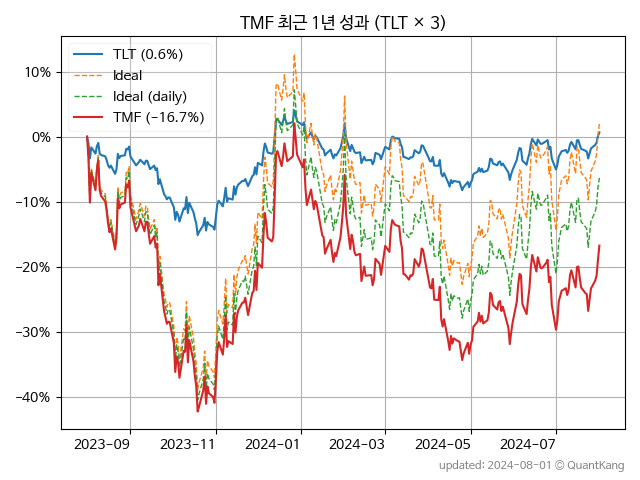 TMF 최근 1년 성과 (TLT × 3)
TLT (0.6%)
Ideal
Ideal (daily)
TMF (−16.7%)
10%
0%
−10%
−20%
−30%
−40%
2023-09 2023-11 2024-01 2024-03 2024-05 2024-07
updated: 2024-08-01 © QuantKang